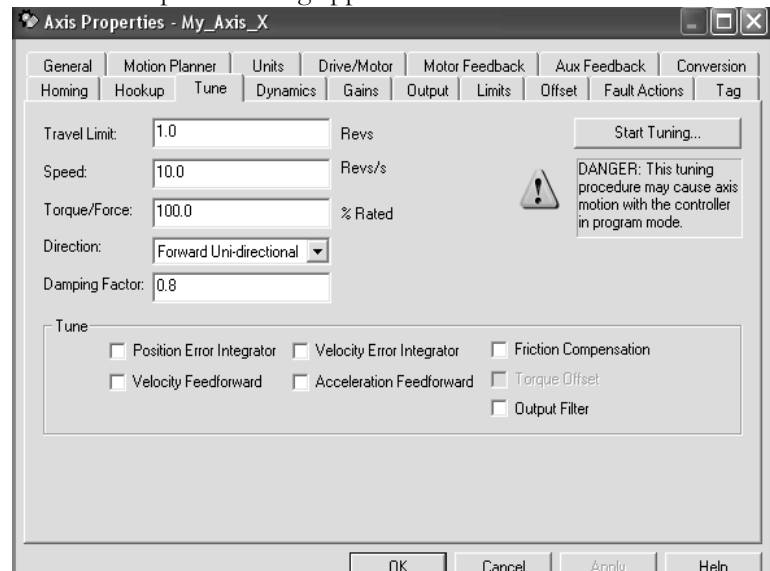 Axis Properties - My_Axis_X
General Motion Planner Units Drive/Motor Motor Feedback Aux Feedback Conversion
Homing Hookup Tune Dynamics Gains Output Limits Offset Fault Actions Tag
Travel Limit: 1.0 Revs Start Tuning...
Speed: 10.0 Revs/s
DANGER: This tuning
procedure may cause axis
motion with the controller
in program mode.
Torque/Force: 100.0 % Rated
Direction: Forward Uni-directional
Damping Factor: 0.8
Tune
Position Error Integrator Velocity Error Integrator Friction Compensation
Velocity Feedforward Acceleration Feedforward Torque Offset
Output Filter
OK Cancel Apply Help